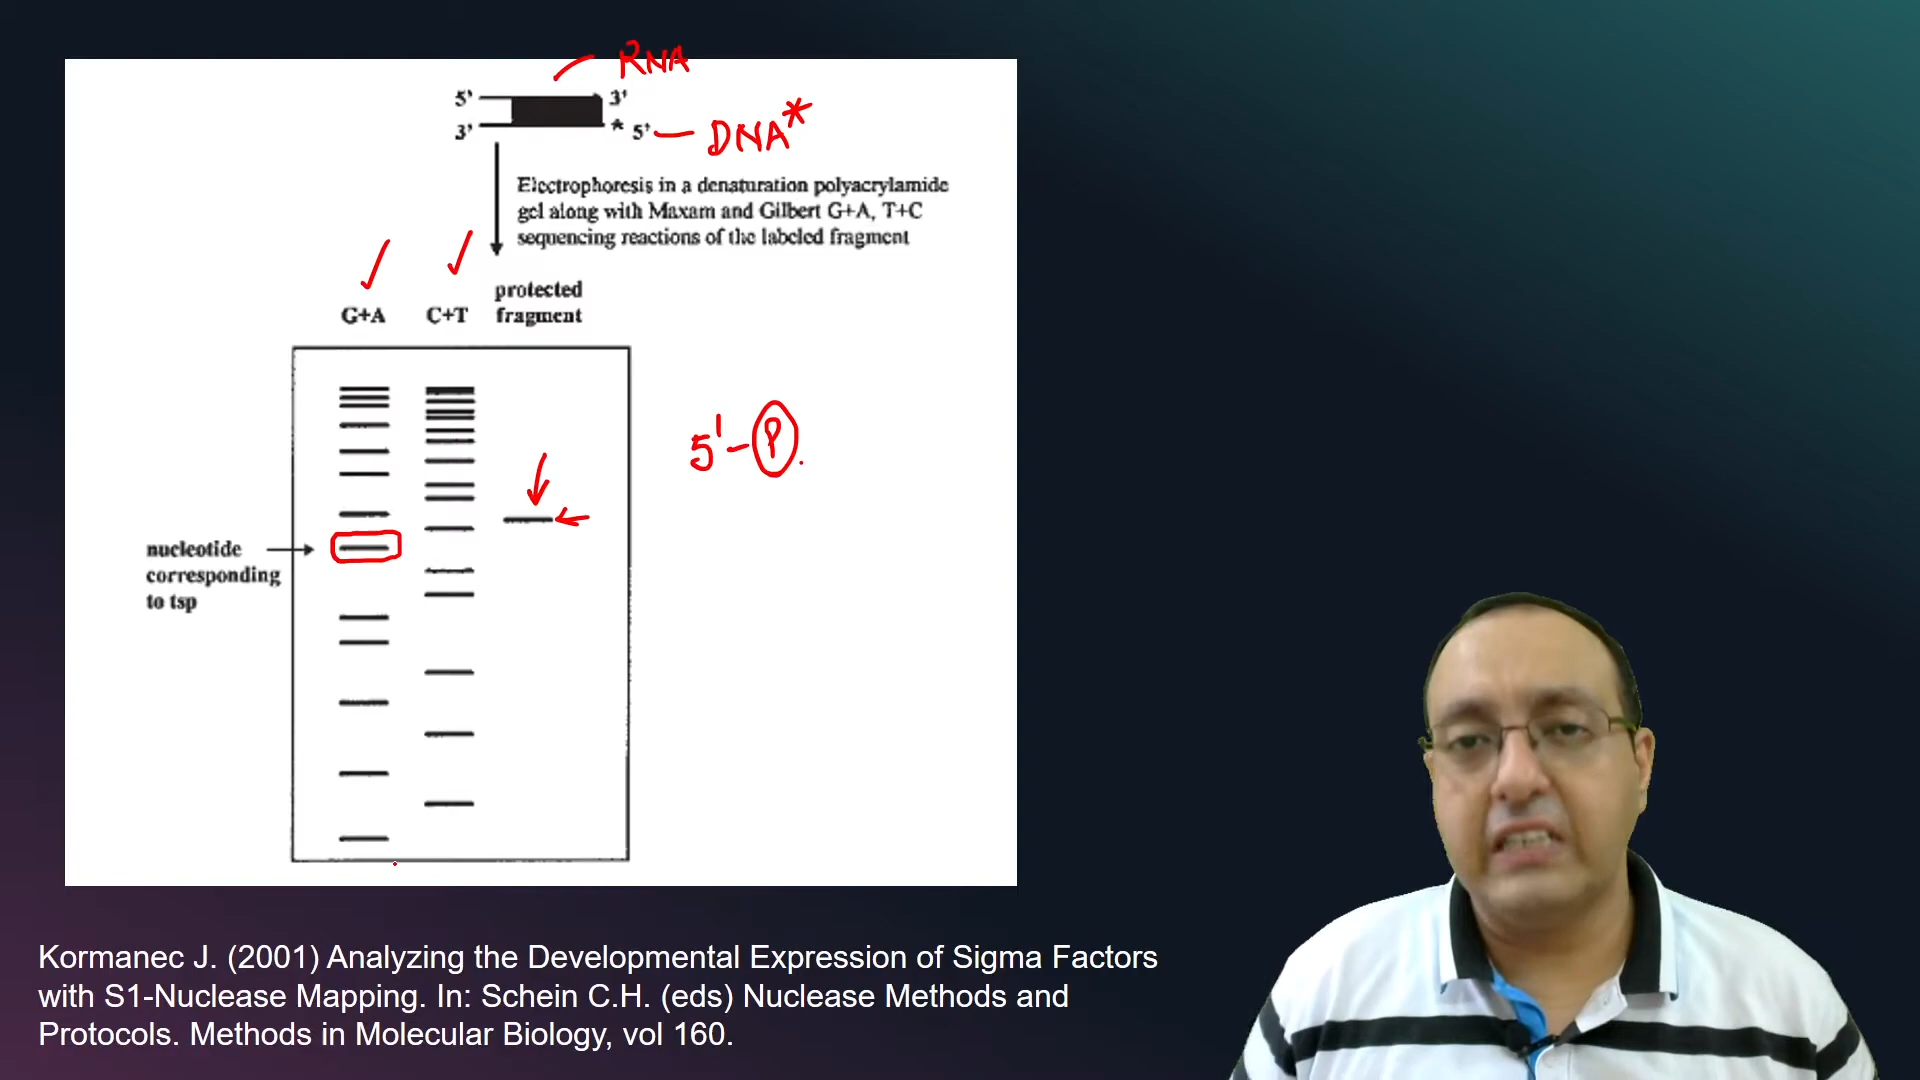 RNA
5' 3'
3' * 5' — DNA*
Electrophoresis in a denaturation polyacrylamide
gel along with Maxam and Gilbert G+A, T+C
sequencing reactions of the labeled fragment
protected
G+A C+T fragment
5'-P
nucleotide
corresponding
to tsp
Kormanec J. (2001) Analyzing the Developmental Expression of Sigma Factors
with S1-Nuclease Mapping. In: Schein C.H. (eds) Nuclease Methods and
Protocols. Methods in Molecular Biology, vol 160.